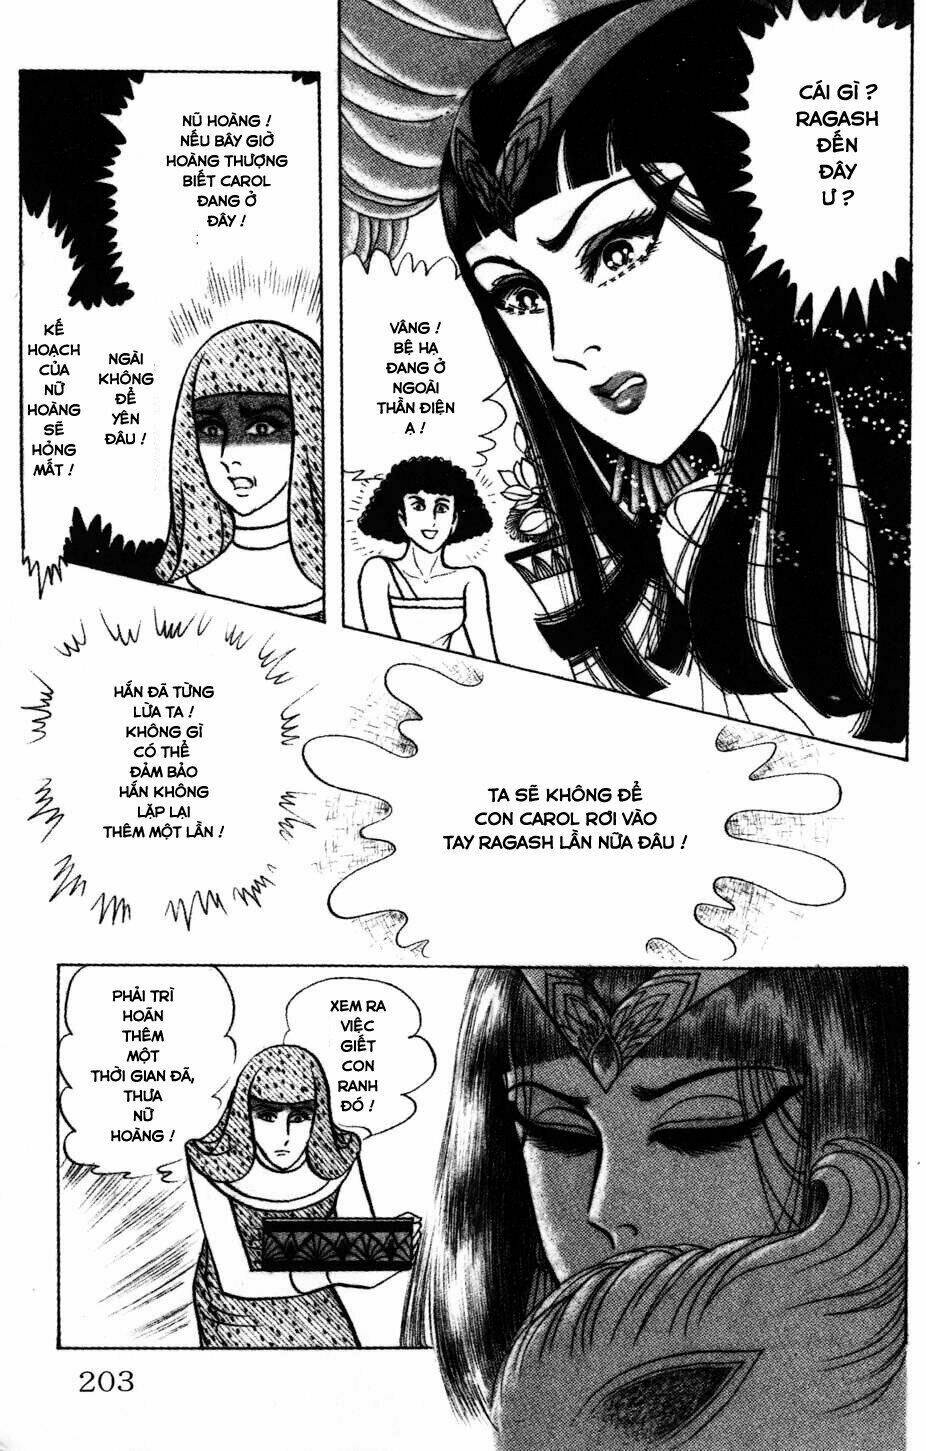 CÁI GÌ ?
RAGASH
ĐẾN
ĐÂY
Ư ?
VÂNG !
BỆ HẠ
ĐANG Ở
NGOÀI
THẦN ĐIỆN
Ạ !
NŨ HOÀNG !
NẾU BÂY GIỜ
HOÀNG THƯỢNG
BIẾT CAROL
ĐANG Ở
ĐÂY !
NGÀI
KHÔNG
ĐỂ
YÊN
ĐÂU !
KẾ
HOẠCH
CỦA
NỮ
HOÀNG
SẼ
HỎNG
MẤT !
TA SẼ KHÔNG ĐỂ
CON CAROL RƠI VÀO
TAY RAGASH LẦN NỮA ĐÂU !
HẮN ĐÃ TỪNG
LỪA TA !
KHÔNG GÌ
CÓ THỂ
ĐẢM BẢO
HẮN KHÔNG
LẶP LẠI
THÊM MỘT LẦN !
XEM RA
VIỆC
GIẾT
CON
RANH
ĐÓ !
PHẢI TRÌ
HOÃN
THÊM
MỘT
THỜI GIAN ĐÃ,
THƯA
NỮ
HOÀNG !
203